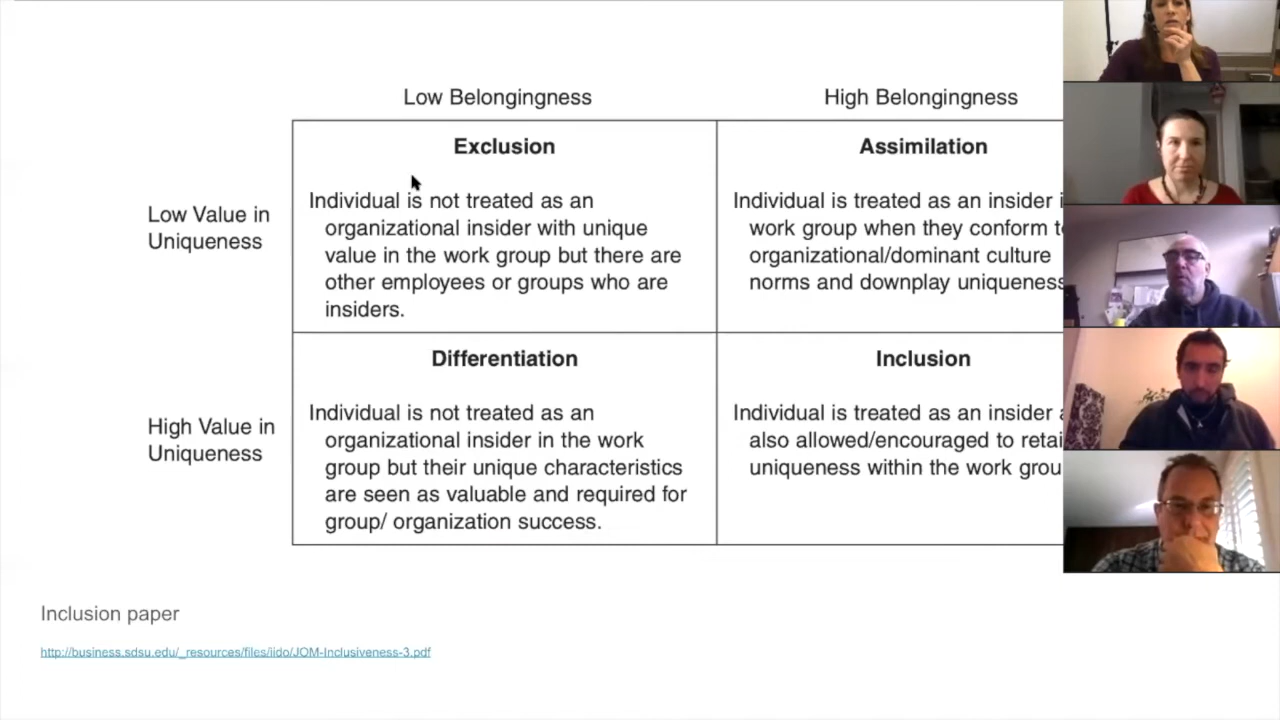 Low Belongingness
High Belongingness
Low Value in
Uniqueness
Exclusion
Individual is not treated as an
organizational insider with unique
value in the work group but there are
other employees or groups who are
insiders.
Assimilation
Individual is treated as an insider
work group when they conform
organizational/dominant culture
norms and downplay uniqueness
High Value in
Uniqueness
Differentiation
Individual is not treated as an
organizational insider in the work
group but their unique characteristics
are seen as valuable and required for
group/ organization success.
Inclusion
Individual is treated as an insider
also allowed/encouraged to
uniqueness within the work
Inclusion paper
http://business.sdsu.edu/_resources/files/iido/JOM-Inclusiveness-3.pdf